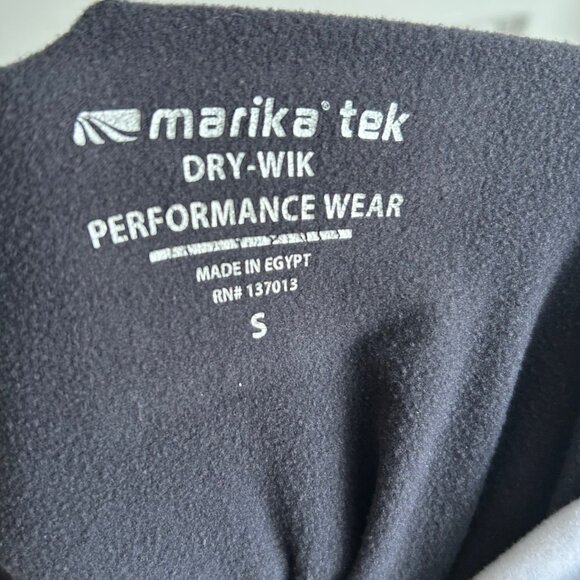 marika® tek
DRY-WIK
PERFORMANCE WEAR
MADE IN EGYPT
RN# 137013
S